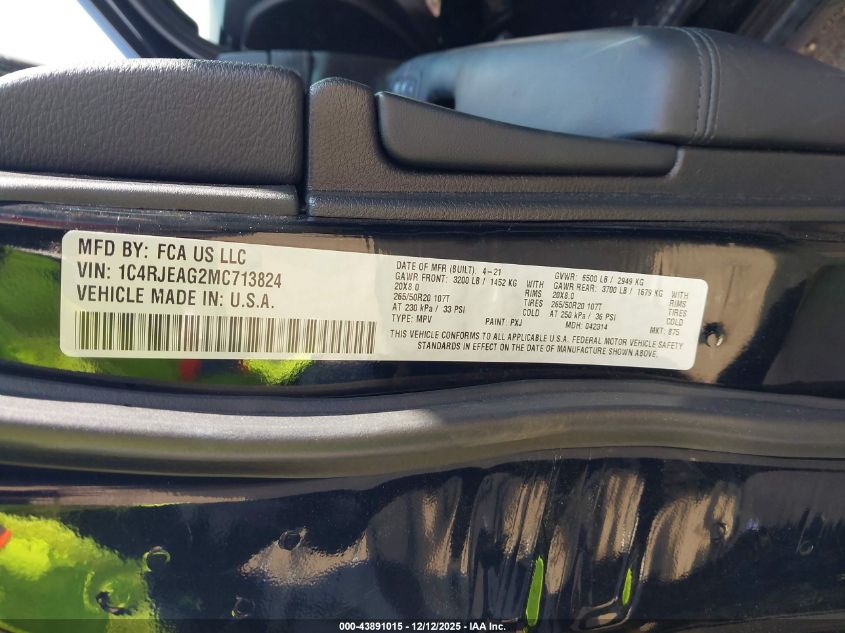 MFD BY: FCA US LLC
VIN: 1C4RJEAG2MC713824
VEHICLE MADE IN: U.S.A.
DATE OF MFR (BUILT): 4-21
GAWR FRONT: 3200 LB / 1452 KG WITH
20X8.0 RIMS
265/50R20 107T TIRES
AT 230 kPa / 33 PSI COLD
TYPE: MPV PAINT: PXJ
GVWR: 6500 LB / 2949 KG
GAWR REAR: 3700 LB / 1679 KG WITH
20X8.0 RIMS
265/50R20 107T TIRES
AT 250 kPa / 36 PSI COLD
MDH: 042314 MKT: 875
THIS VEHICLE CONFORMS TO ALL APPLICABLE U.S.A. FEDERAL MOTOR VEHICLE SAFETY
STANDARDS IN EFFECT ON THE DATE OF MANUFACTURE SHOWN ABOVE.
000-43891015 - 12/12/2025 - IAA Inc.